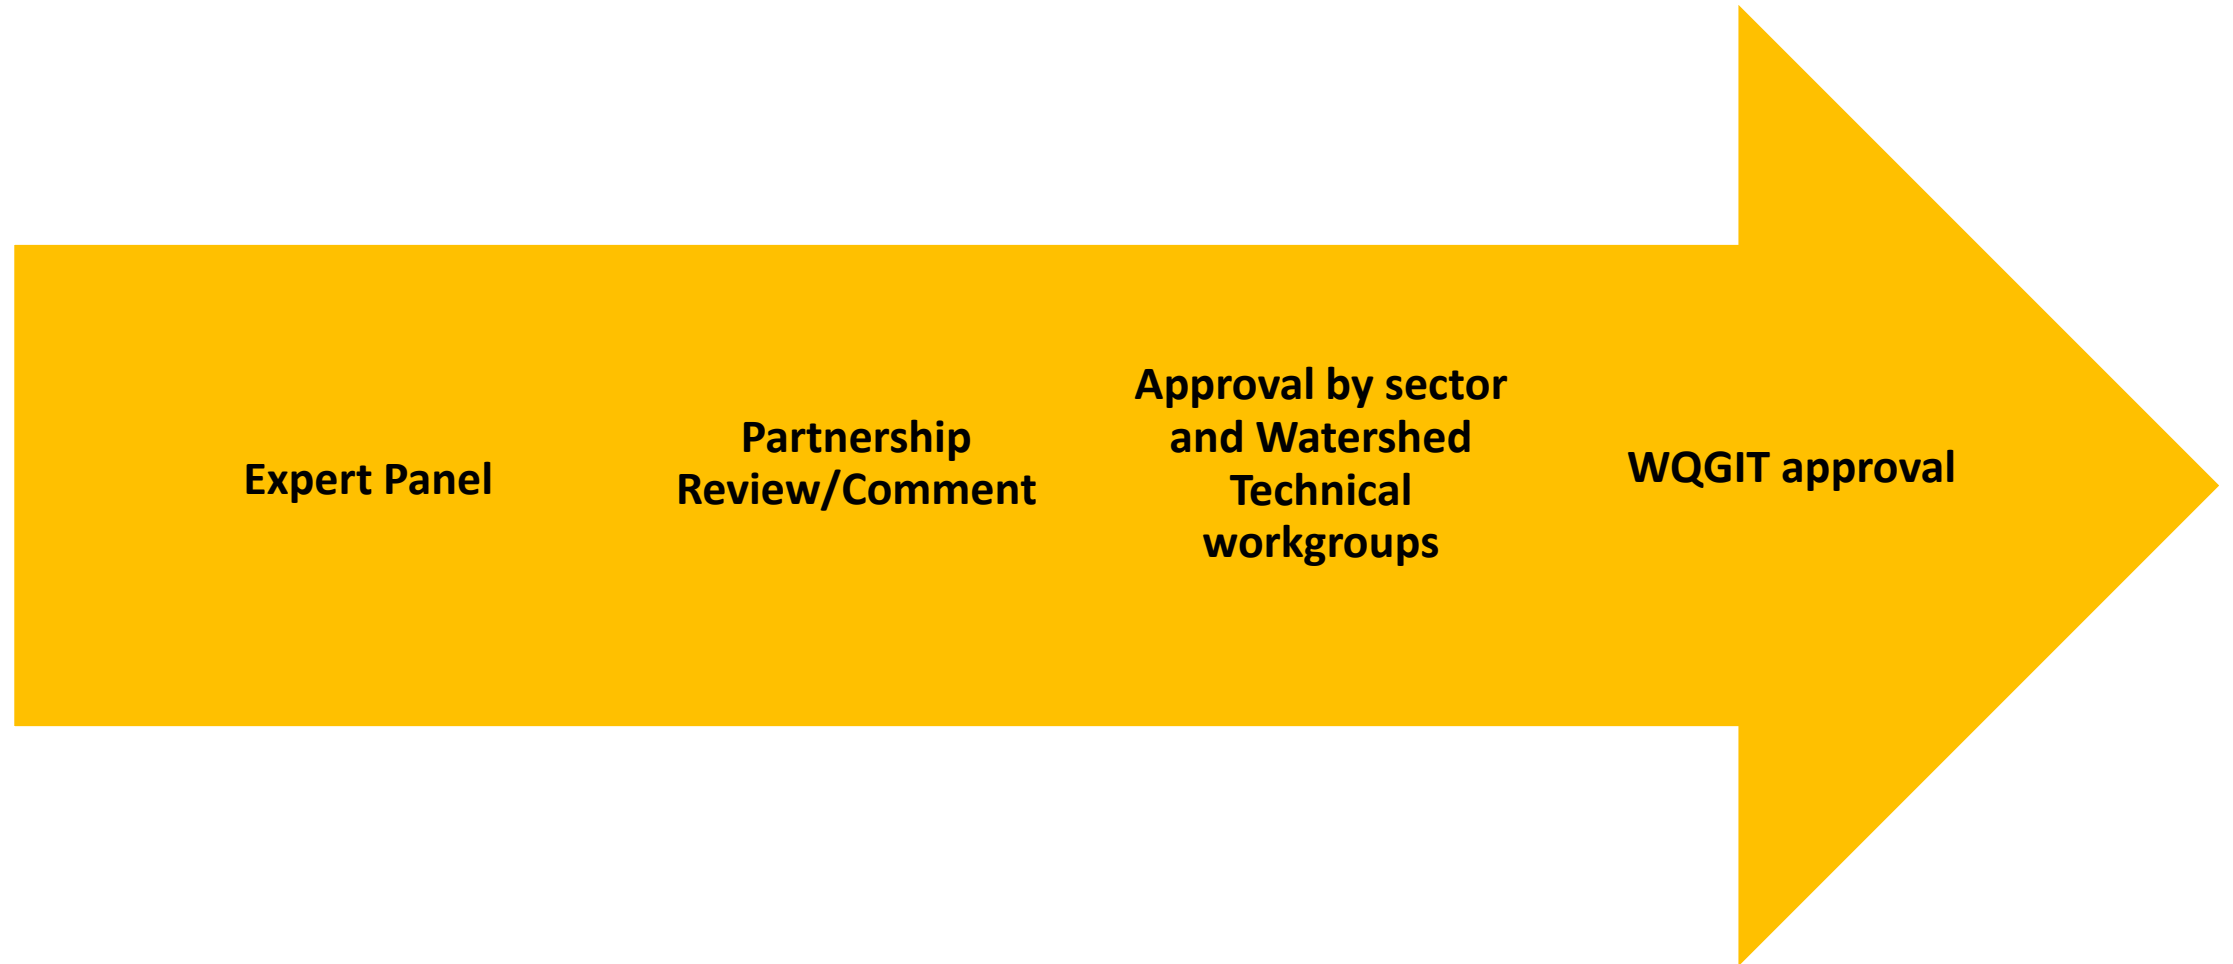 Expert Panel
Partnership
Review/Comment
Approval by sector
and Watershed
Technical
workgroups
WQGIT approval